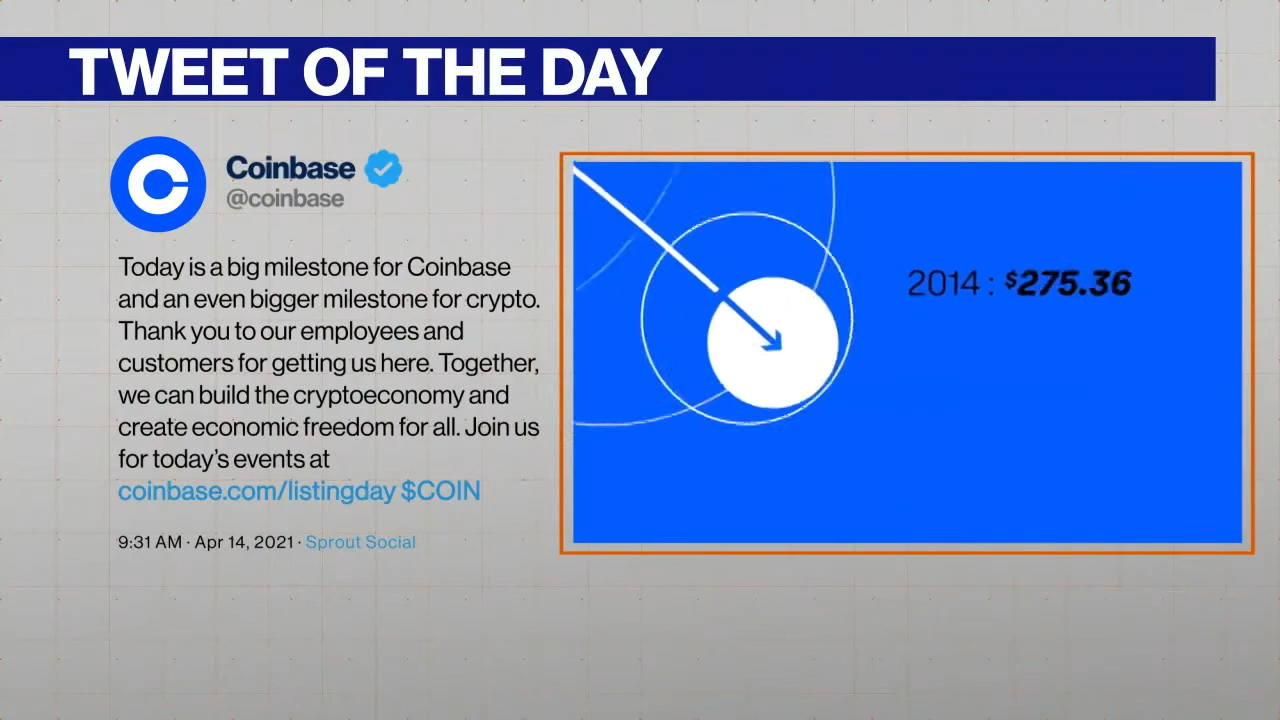 TWEET OF THE DAY
Coinbase
@coinbase
Today is a big milestone for Coinbase
and an even bigger milestone for crypto.
Thank you to our employees and
customers for getting us here. Together,
we can build the cryptoeconomy and
create economic freedom for all. Join us
for today's events at
coinbase.com/listingday $COIN
9:31 AM · Apr 14, 2021 · Sprout Social
2014 : $275.36